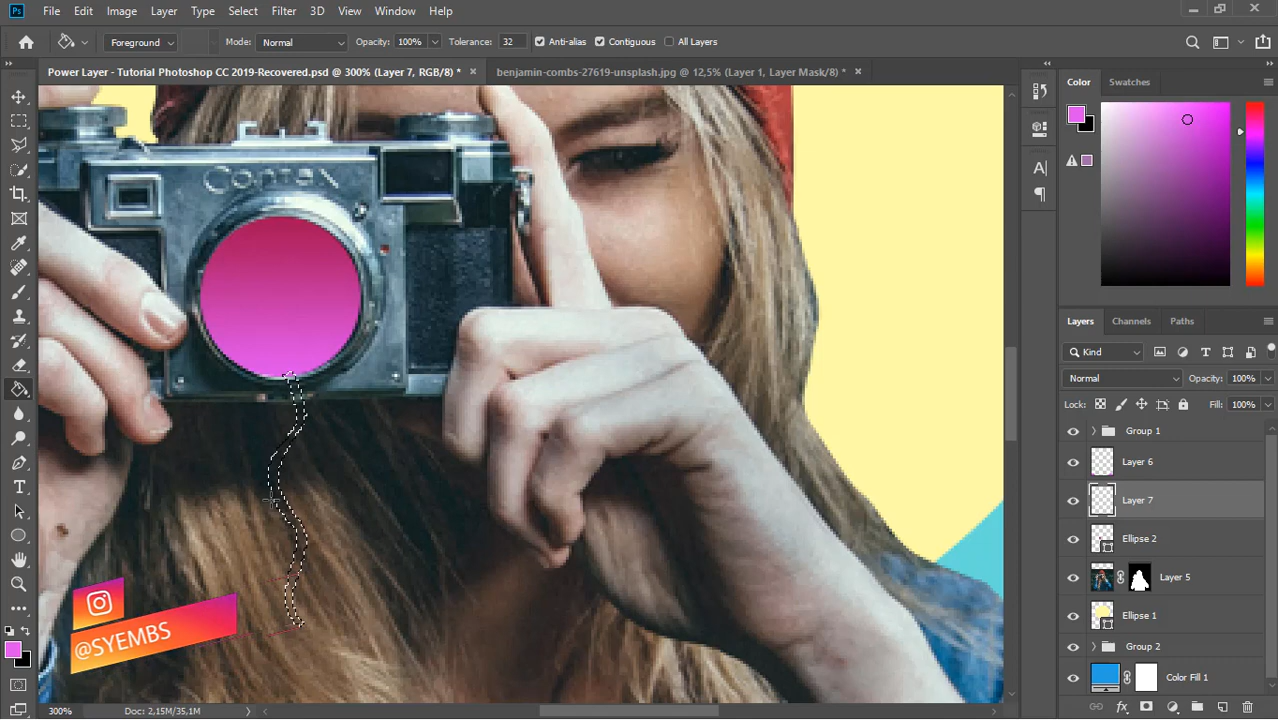 Ps File Edit Image Layer Type Select Filter 3D View Window Help
Foreground Mode: Normal Opacity: 100% Tolerance: 32 Anti-alias Contiguous All Layers
Power Layer - Tutorial Photoshop CC 2019-Recovered.psd @ 300% (Layer 7, RGB/8) * benjamin-combs-27619-unsplash.jpg @ 12,5% (Layer 1, Layer Mask/8) *
Color Swatches
Contax
Layers Channels Paths
Kind
Normal Opacity: 100%
Lock: Fill: 100%
Group 1
Layer 6
Layer 7
Ellipse 2
Layer 5
Ellipse 1
Group 2
Color Fill 1
@SYEMBS
300% Doc: 2,15M/35,1M